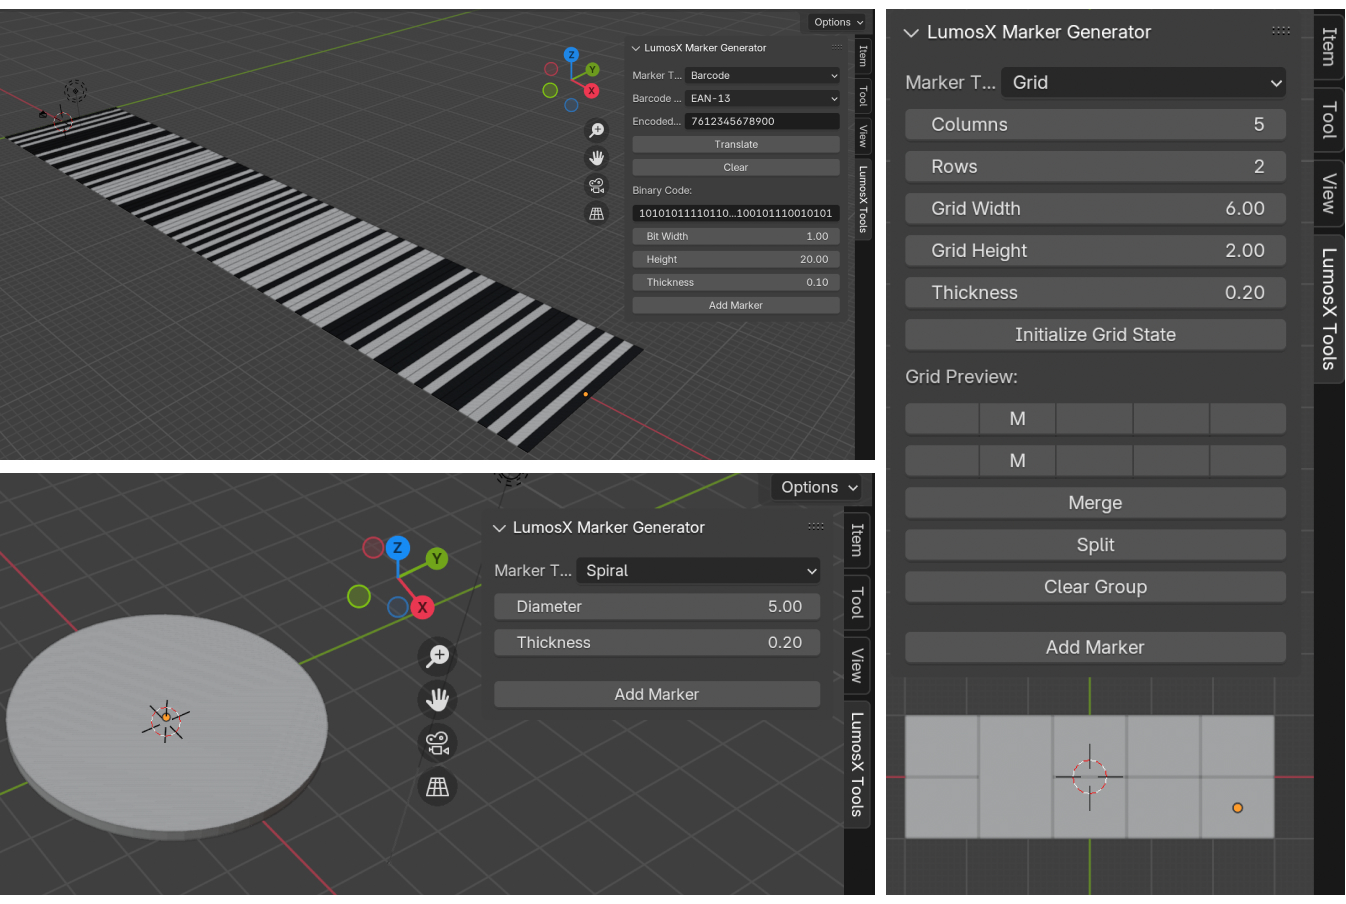 Options
LumosX Marker Generator
Marker T... Barcode
Barcode ... EAN-13
Encoded... 7612345678900
Translate
Clear
Binary Code:
10101011110110...100101110010101
Bit Width 1.00
Height 20.00
Thickness 0.10
Add Marker
Item
Tool
View
LumosX Tools
Z
Y
X
Options
LumosX Marker Generator
Marker T... Spiral
Diameter 5.00
Thickness 0.20
Add Marker
Item
Tool
View
LumosX Tools
Z
Y
X
LumosX Marker Generator
Marker T... Grid
Columns 5
Rows 2
Grid Width 6.00
Grid Height 2.00
Thickness 0.20
Initialize Grid State
Grid Preview:
M
M
Merge
Split
Clear Group
Add Marker
Item
Tool
View
LumosX Tools